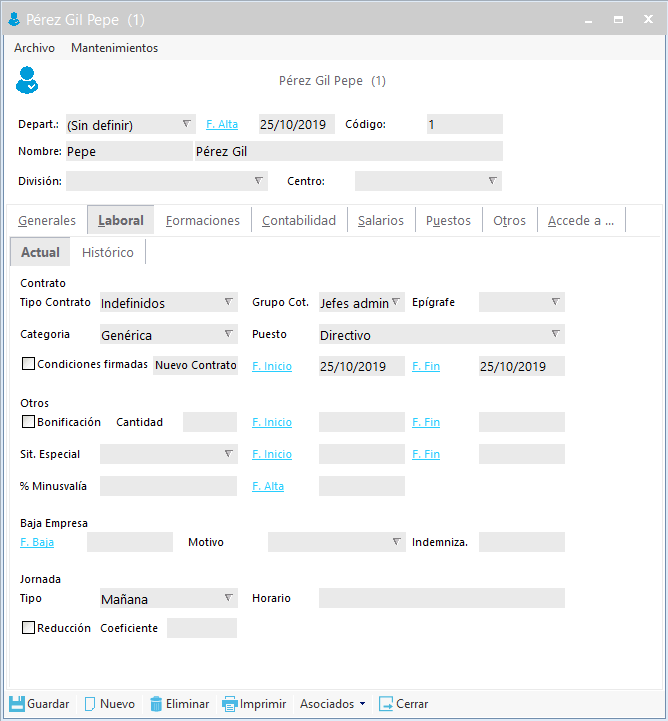 Pérez Gil Pepe (1)
Archivo Mantenimientos
Pérez Gil Pepe (1)
Depart.: (Sin definir) F. Alta 25/10/2019 Código: 1
Nombre: Pepe Pérez Gil
División: Centro:
Generales Laboral Formaciones Contabilidad Salarios Puestos Otros Accede a ...
Actual Histórico
Contrato
Tipo Contrato Indefinidos Grupo Cot. Jefes admin Epígrafe
Categoria Genérica Puesto Directivo
Condiciones firmadas Nuevo Contrato F. Inicio 25/10/2019 F. Fin 25/10/2019
Otros
Bonificación Cantidad F. Inicio F. Fin
Sit. Especial F. Inicio F. Fin
% Minusvalía F. Alta
Baja Empresa
F. Baja Motivo Indemniza.
Jornada
Tipo Mañana Horario
Reducción Coeficiente
Guardar Nuevo Eliminar Imprimir Asociados Cerrar